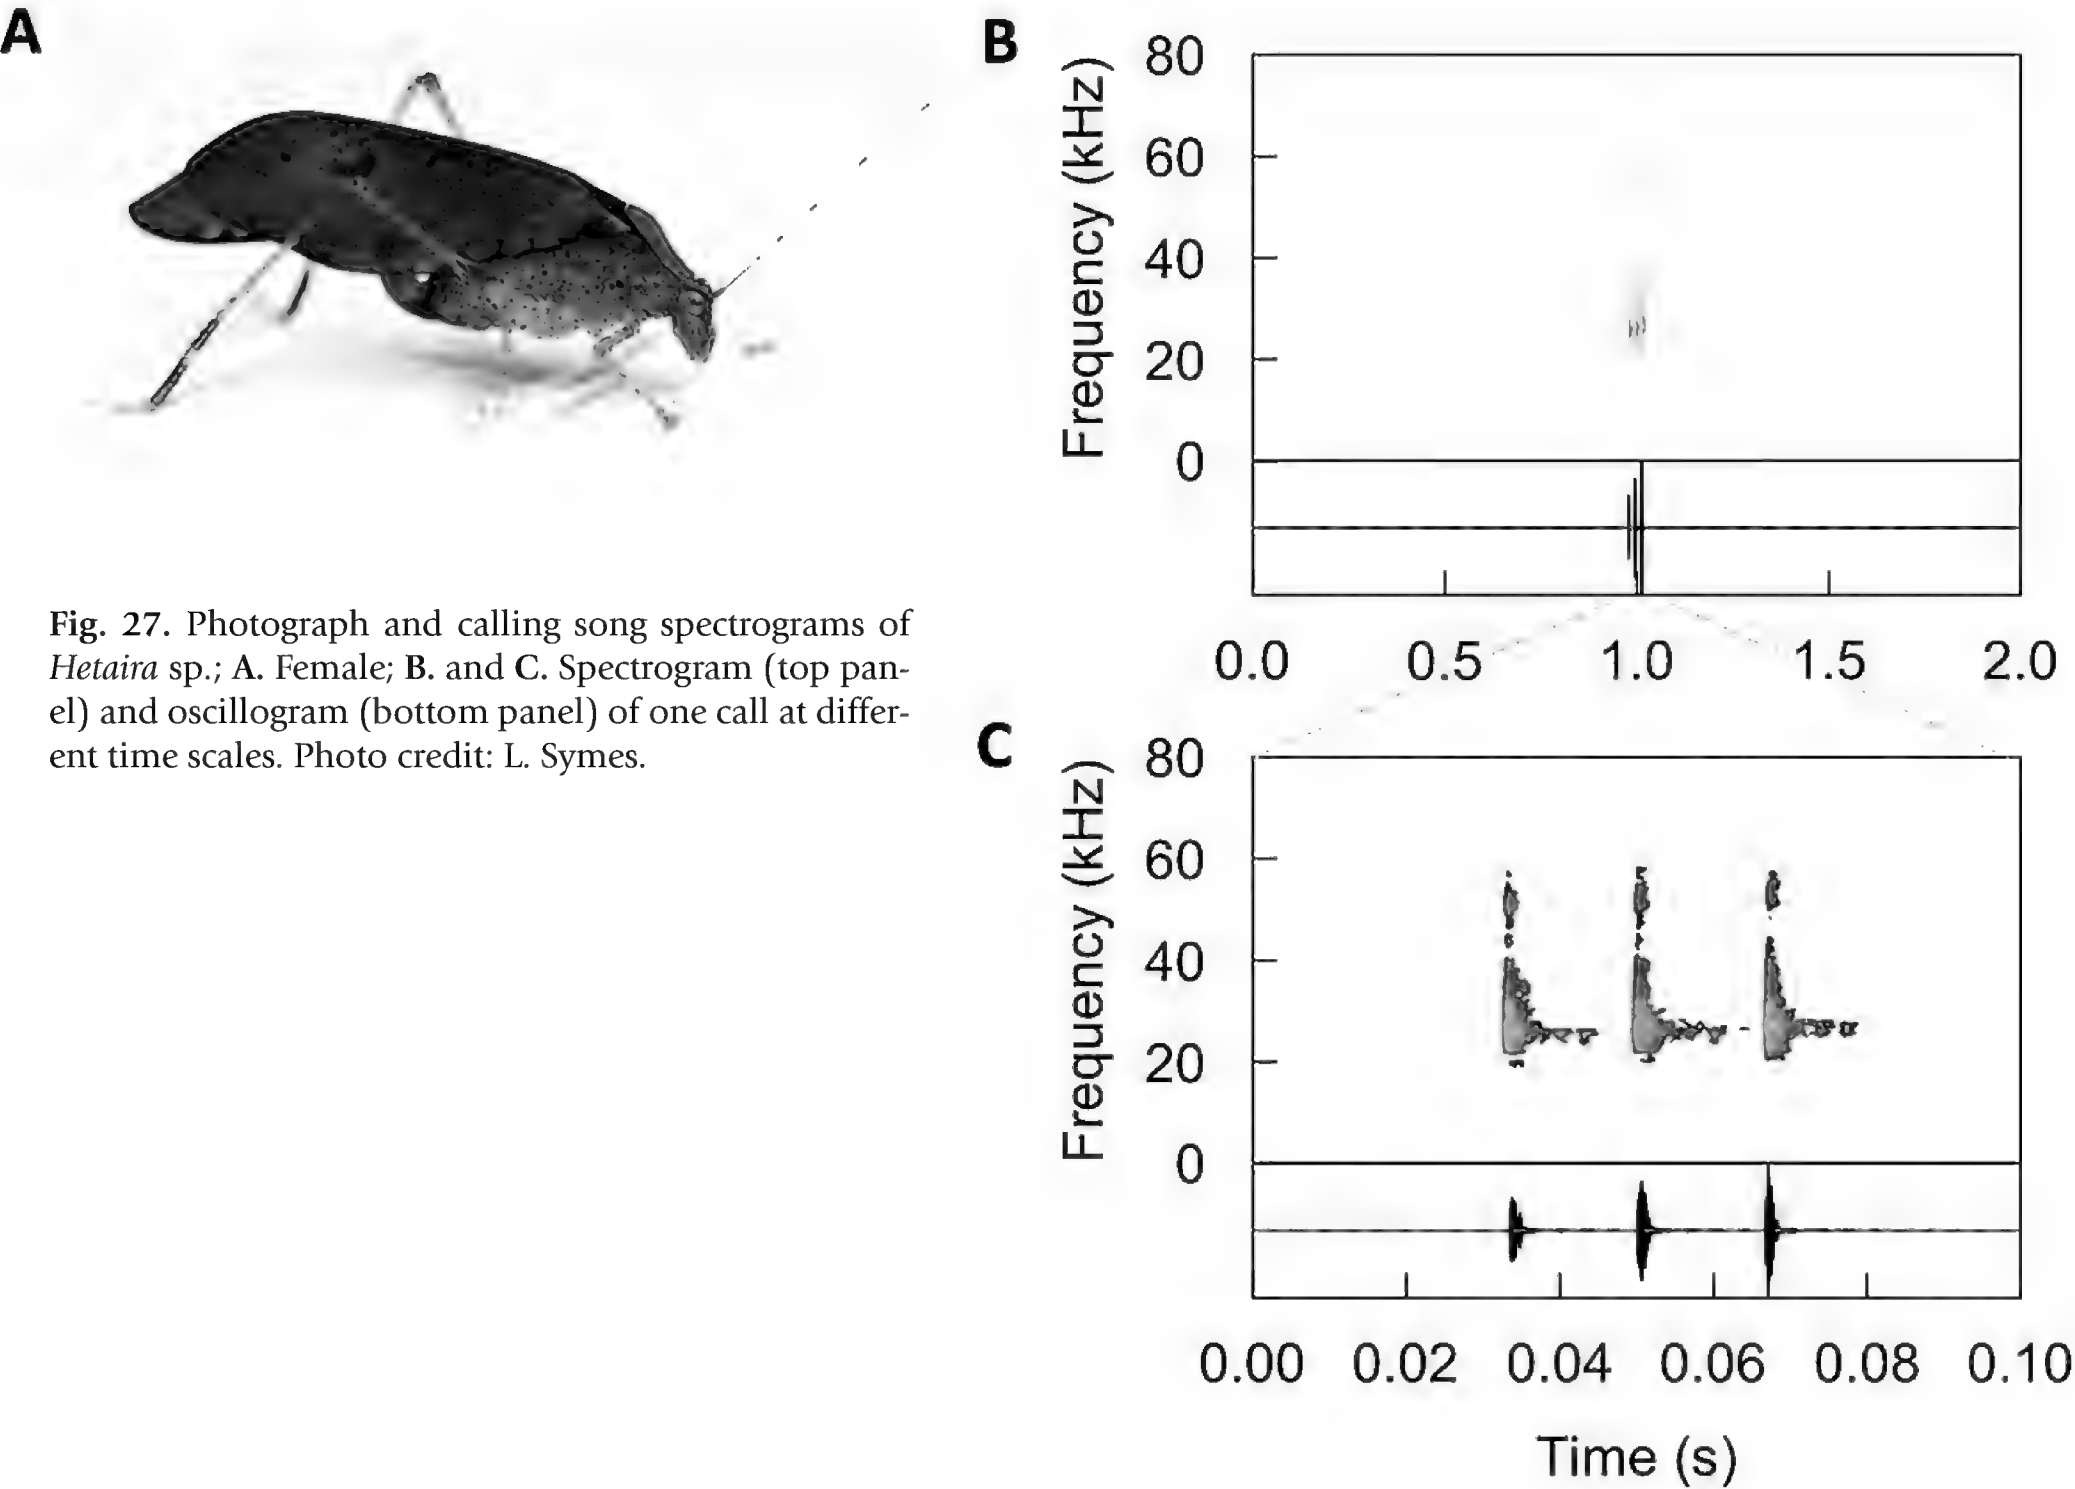 A
Fig. 27. Photograph and calling song spectrograms of
Hetaira sp.; A. Female; B. and C. Spectrogram (top pan-
el) and oscillogram (bottom panel) of one call at differ-
ent time scales. Photo credit: L. Symes.
B
Frequency (kHz)
80
60
40
20
0
0.0 0.5 1.0 1.5 2.0
C
Frequency (kHz)
80
60
40
20
0
0.00 0.02 0.04 0.06 0.08 0.10
Time (s)